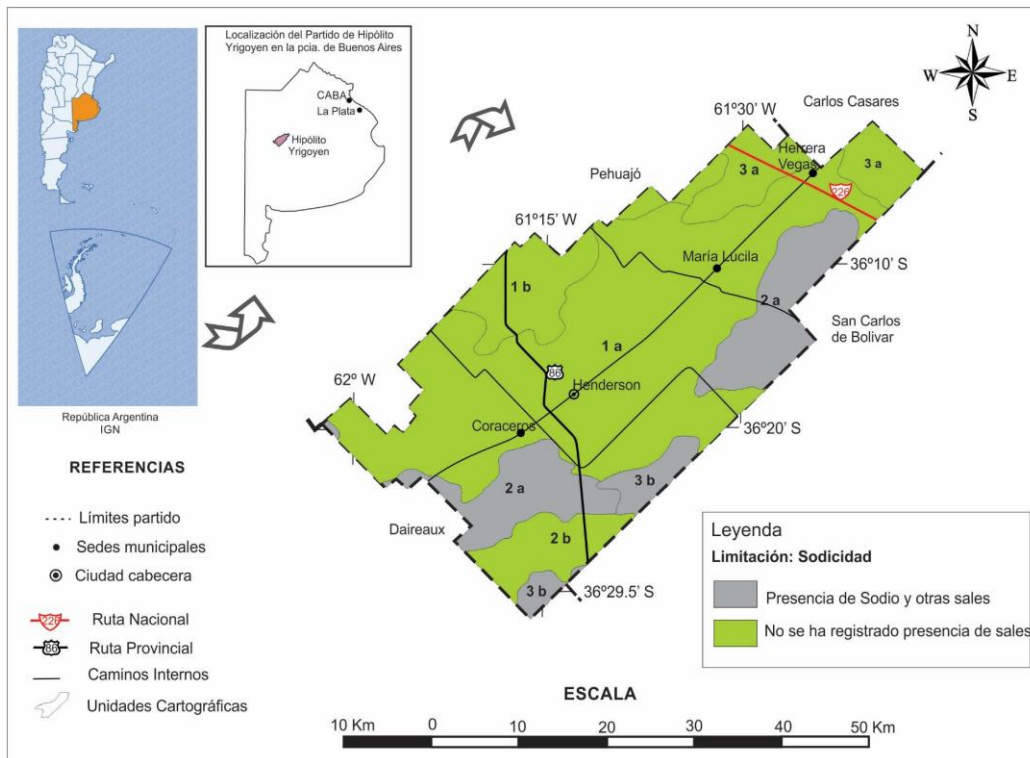 Localización del Partido de Hipólito
Yrigoyen en la pcia. de Buenos Aires
CABA
La Plata
Hipólito
Yrigoyen
República Argentina
IGN
REFERENCIAS
Límites partido
Sedes municipales
Ciudad cabecera
226
Ruta Nacional
86
Ruta Provincial
Caminos Internos
Unidades Cartográficas
N
W
E
S
61º30' W
Carlos Casares
Herrera
Vegas
3 a
3 a
226
Pehuajó
61º15' W
María Lucila
36º10' S
1 b
2 a
San Carlos
de Bolivar
1 a
86
62º W
Henderson
Coraceros
36º20' S
2 a
3 b
Daireaux
2 b
3 b
36º29.5' S
Leyenda
Limitación: Sodicidad
Presencia de Sodio y otras sales
No se ha registrado presencia de sales
ESCALA
10 Km 0 10 20 30 40 50 Km